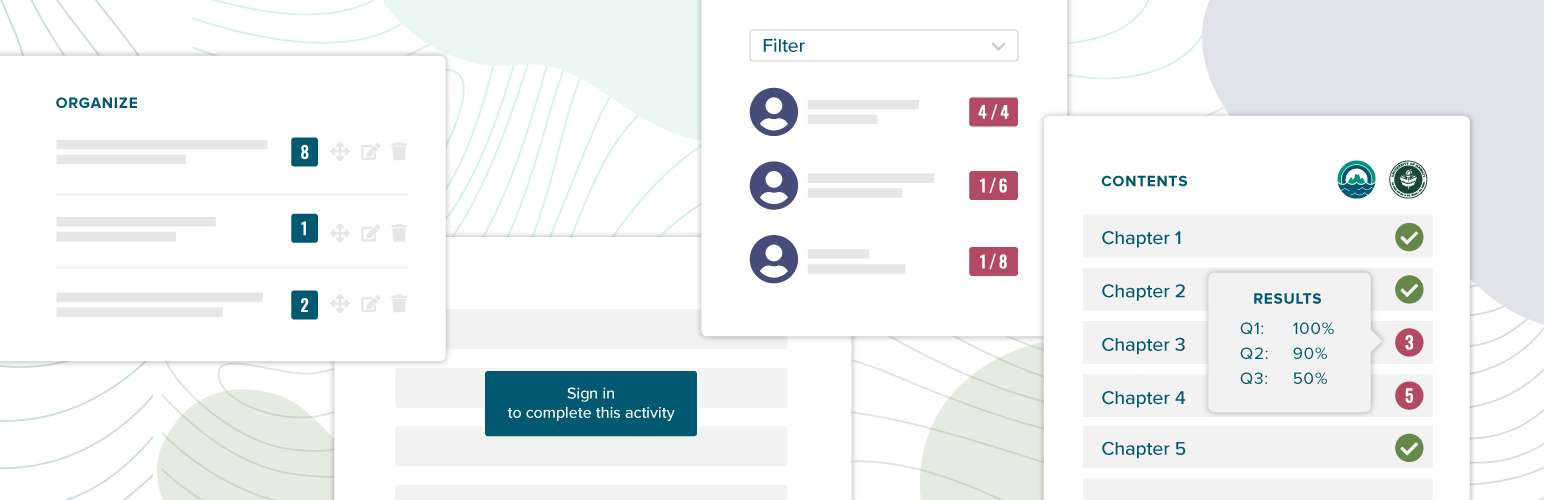 ORGANIZE
8
1
2
Sign in
to complete this activity
Filter
4 / 4
1 / 6
1 / 8
CONTENTS
Chapter 1
Chapter 2
Chapter 3
3
Chapter 4
5
Chapter 5
RESULTS
Q1: 100%
Q2: 90%
Q3: 50%